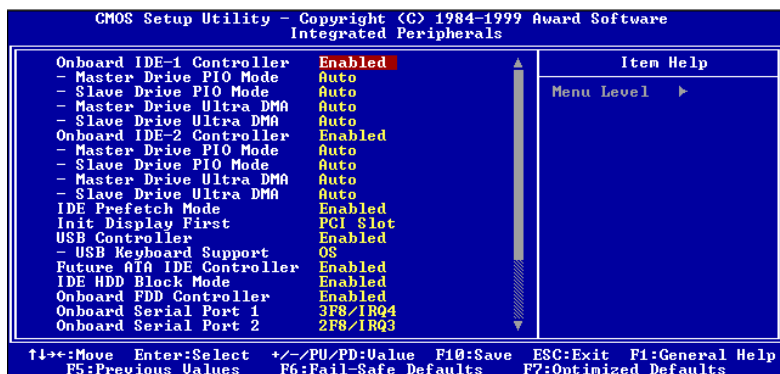 CMOS Setup Utility - Copyright (C) 1984-1999 Award Software
Integrated Peripherals
Onboard IDE-1 Controller Enabled
- Master Drive PIO Mode Auto
- Slave Drive PIO Mode Auto
- Master Drive Ultra DMA Auto
- Slave Drive Ultra DMA Auto
Onboard IDE-2 Controller Enabled
- Master Drive PIO Mode Auto
- Slave Drive PIO Mode Auto
- Master Drive Ultra DMA Auto
- Slave Drive Ultra DMA Auto
IDE Prefetch Mode Enabled
Init Display First PCI Slot
USB Controller Enabled
- USB Keyboard Support OS
Future ATA IDE Controller Enabled
IDE HDD Block Mode Enabled
Onboard FDD Controller Enabled
Onboard Serial Port 1 3F8/IRQ4
Onboard Serial Port 2 2F8/IRQ3
Item Help
Menu Level ►
↑↓→←:Move Enter:Select +/-/PU/PD:Value F10:Save ESC:Exit F1:General Help
F5:Previous Values F6:Fail-Safe Defaults F7:Optimized Defaults